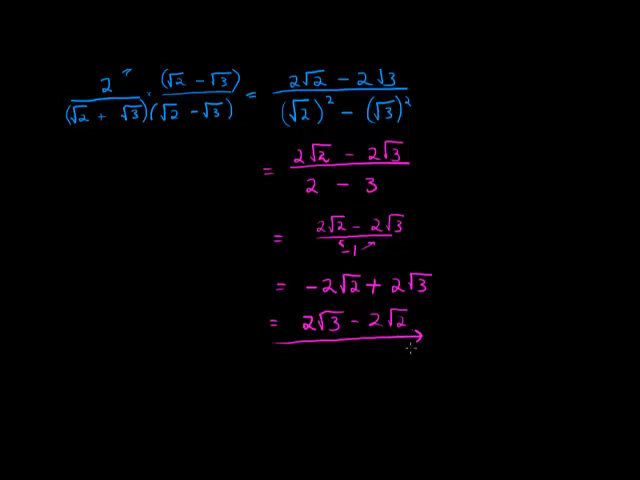 2/(√2 + √3) · (√2 − √3)/(√2 − √3) = (2√2 − 2√3)/((√2)² − (√3)²)
= (2√2 − 2√3)/(2 − 3)
= (2√2 − 2√3)/−1
= −2√2 + 2√3
= 2√3 − 2√2